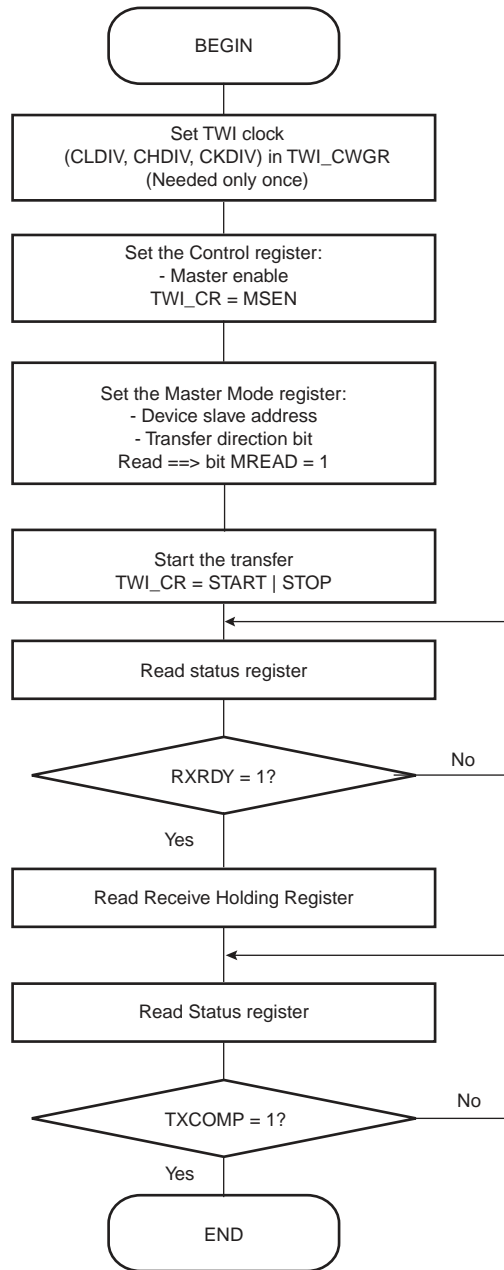 BEGIN
Set TWI clock
(CLDIV, CHDIV, CKDIV) in TWI_CWGR
(Needed only once)
Set the Control register:
- Master enable
TWI_CR = MSEN
Set the Master Mode register:
- Device slave address
- Transfer direction bit
Read ==> bit MREAD = 1
Start the transfer
TWI_CR = START | STOP
Read status register
RXRDY = 1?
No
Yes
Read Receive Holding Register
Read Status register
TXCOMP = 1?
No
Yes
END